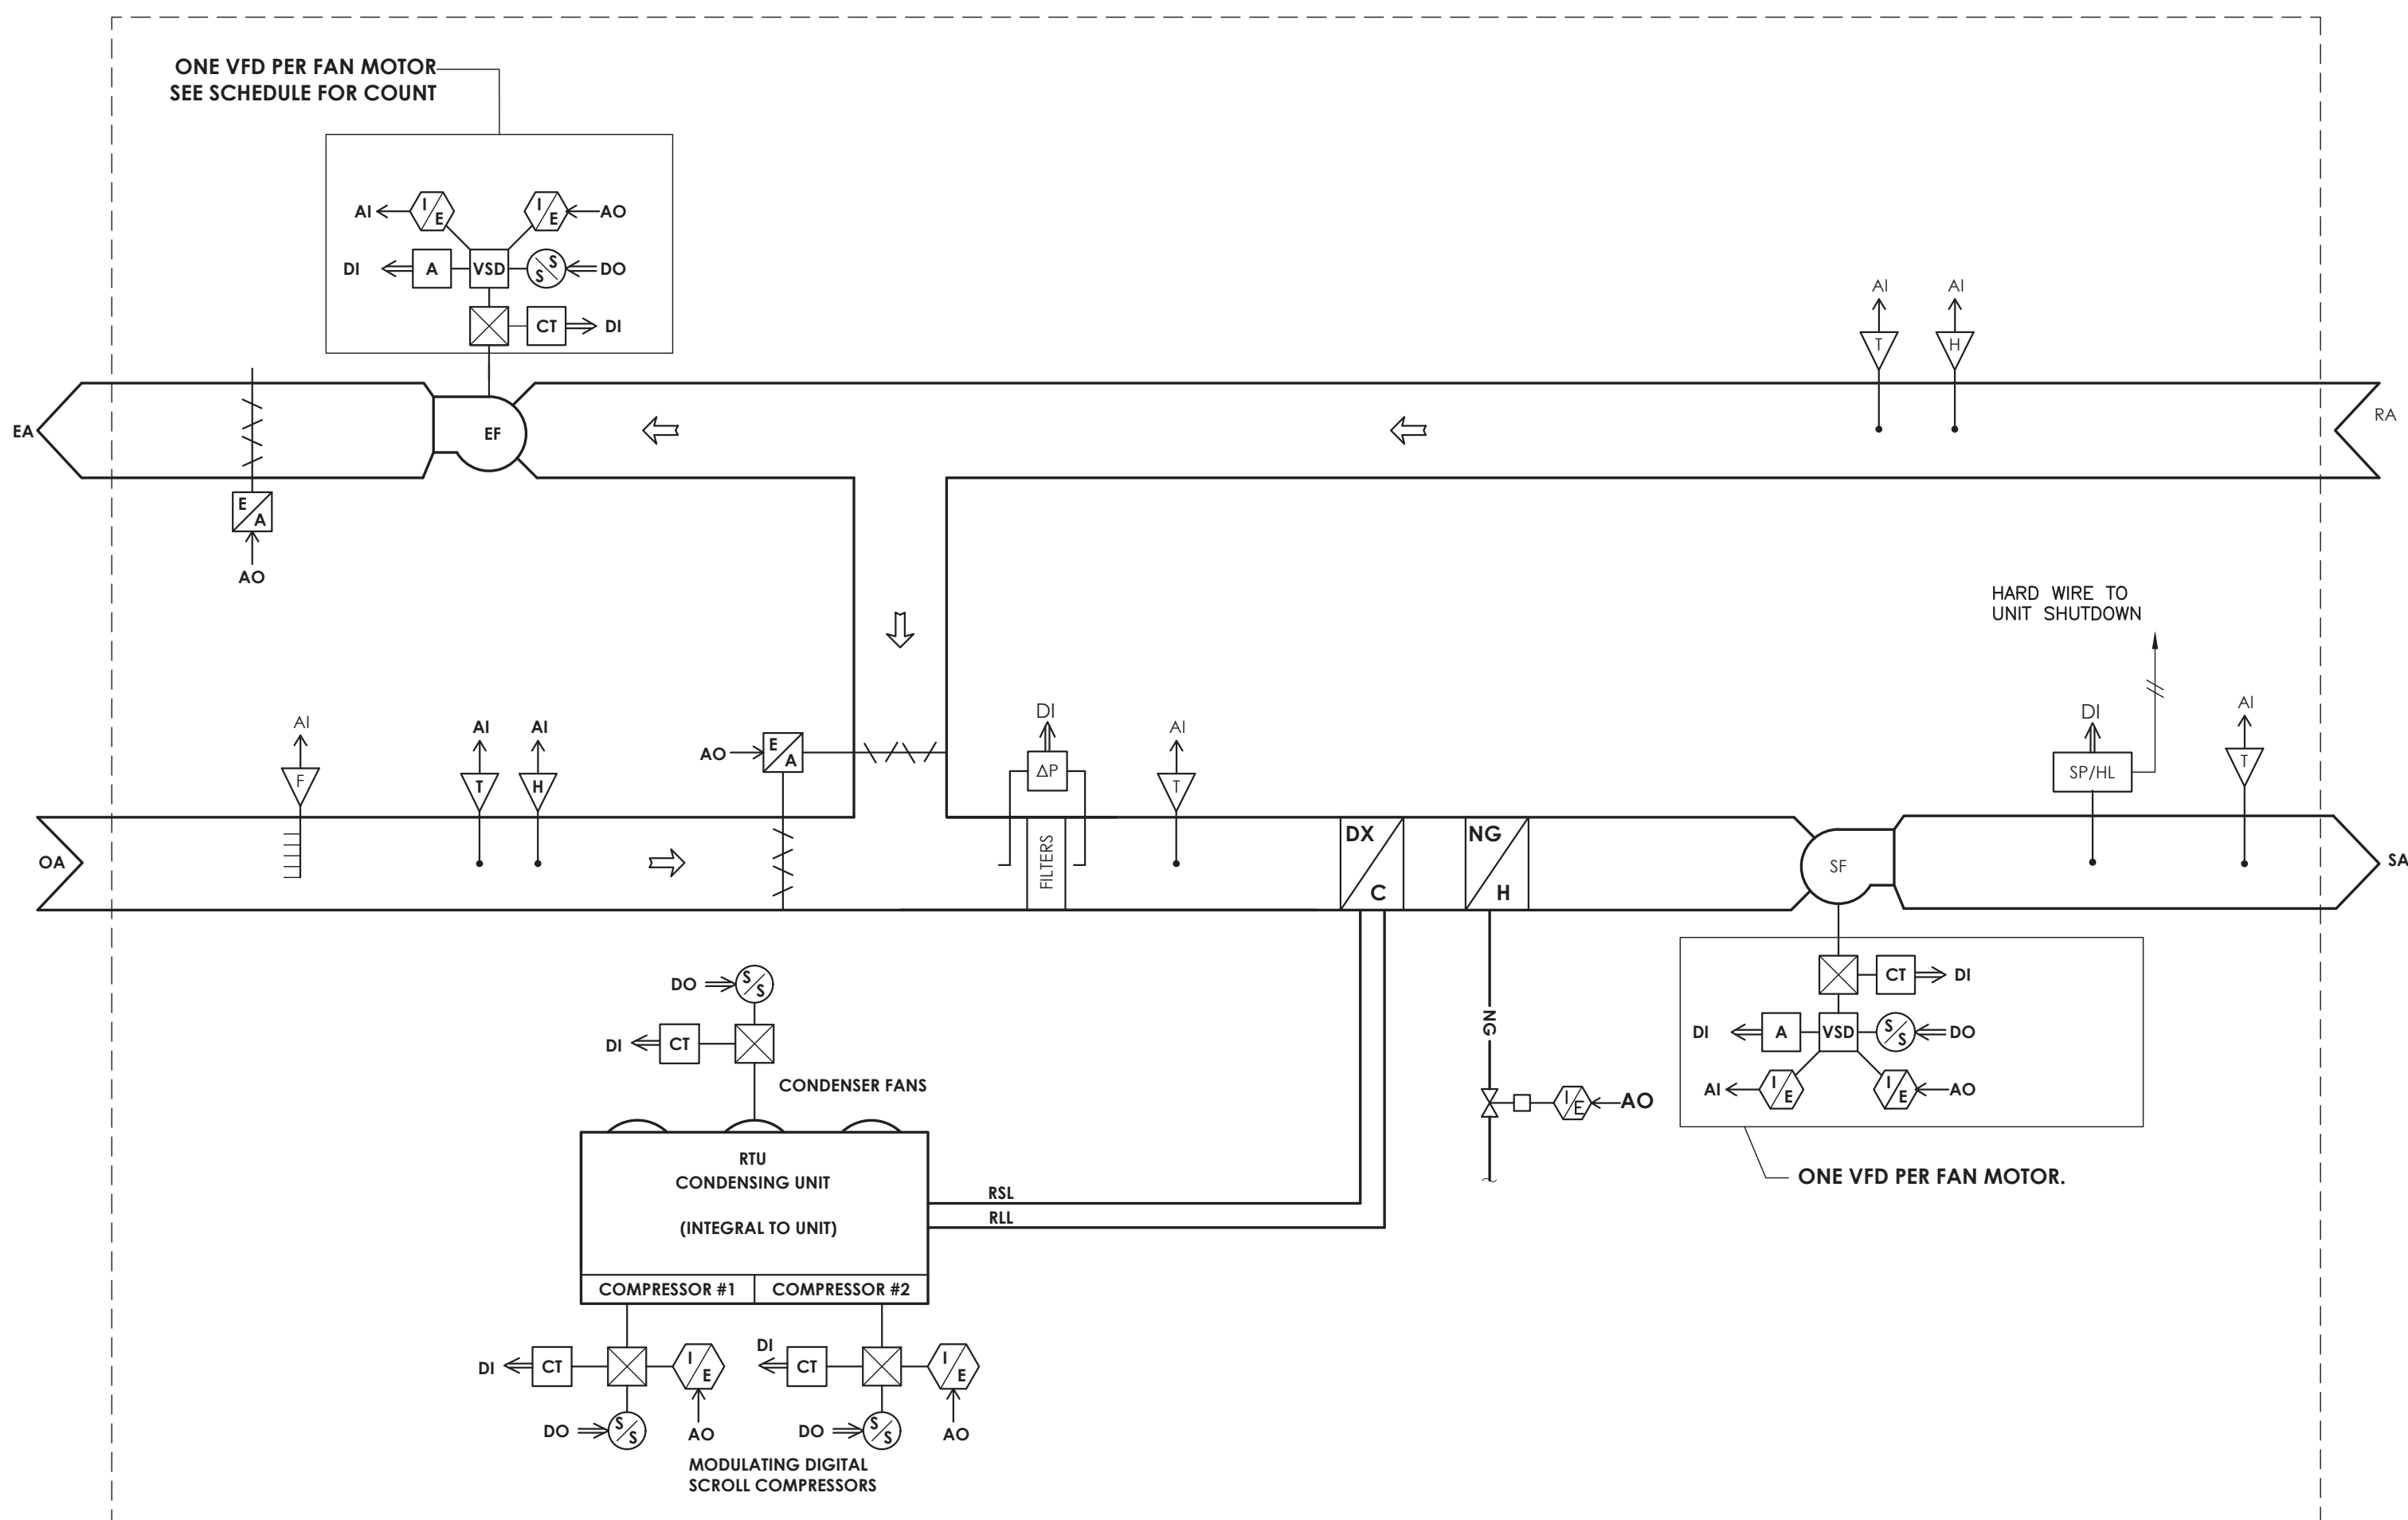 ONE VFD PER FAN MOTOR
SEE SCHEDULE FOR COUNT
AI
I/E
I/E
AO
DI
A
VSD
S/S
DO
CT
DI
AI
AI
T
H
EA
EF
RA
E/A
AO
HARD WIRE TO
UNIT SHUTDOWN
AI
F
AI
T
AI
H
AO
E/A
DI
ΔP
AI
T
DI
SP/HL
AI
T
OA
FILTERS
DX
C
NG
H
SF
SA
DO
S/S
DI
CT
CONDENSER FANS
NG
I/E
AO
CT
DI
DI
A
VSD
S/S
DO
AI
I/E
I/E
AO
ONE VFD PER FAN MOTOR.
RTU
CONDENSING UNIT
(INTEGRAL TO UNIT)
RSL
RLL
COMPRESSOR #1
COMPRESSOR #2
DI
CT
I/E
DI
CT
I/E
DO
S/S
AO
DO
S/S
AO
MODULATING DIGITAL
SCROLL COMPRESSORS